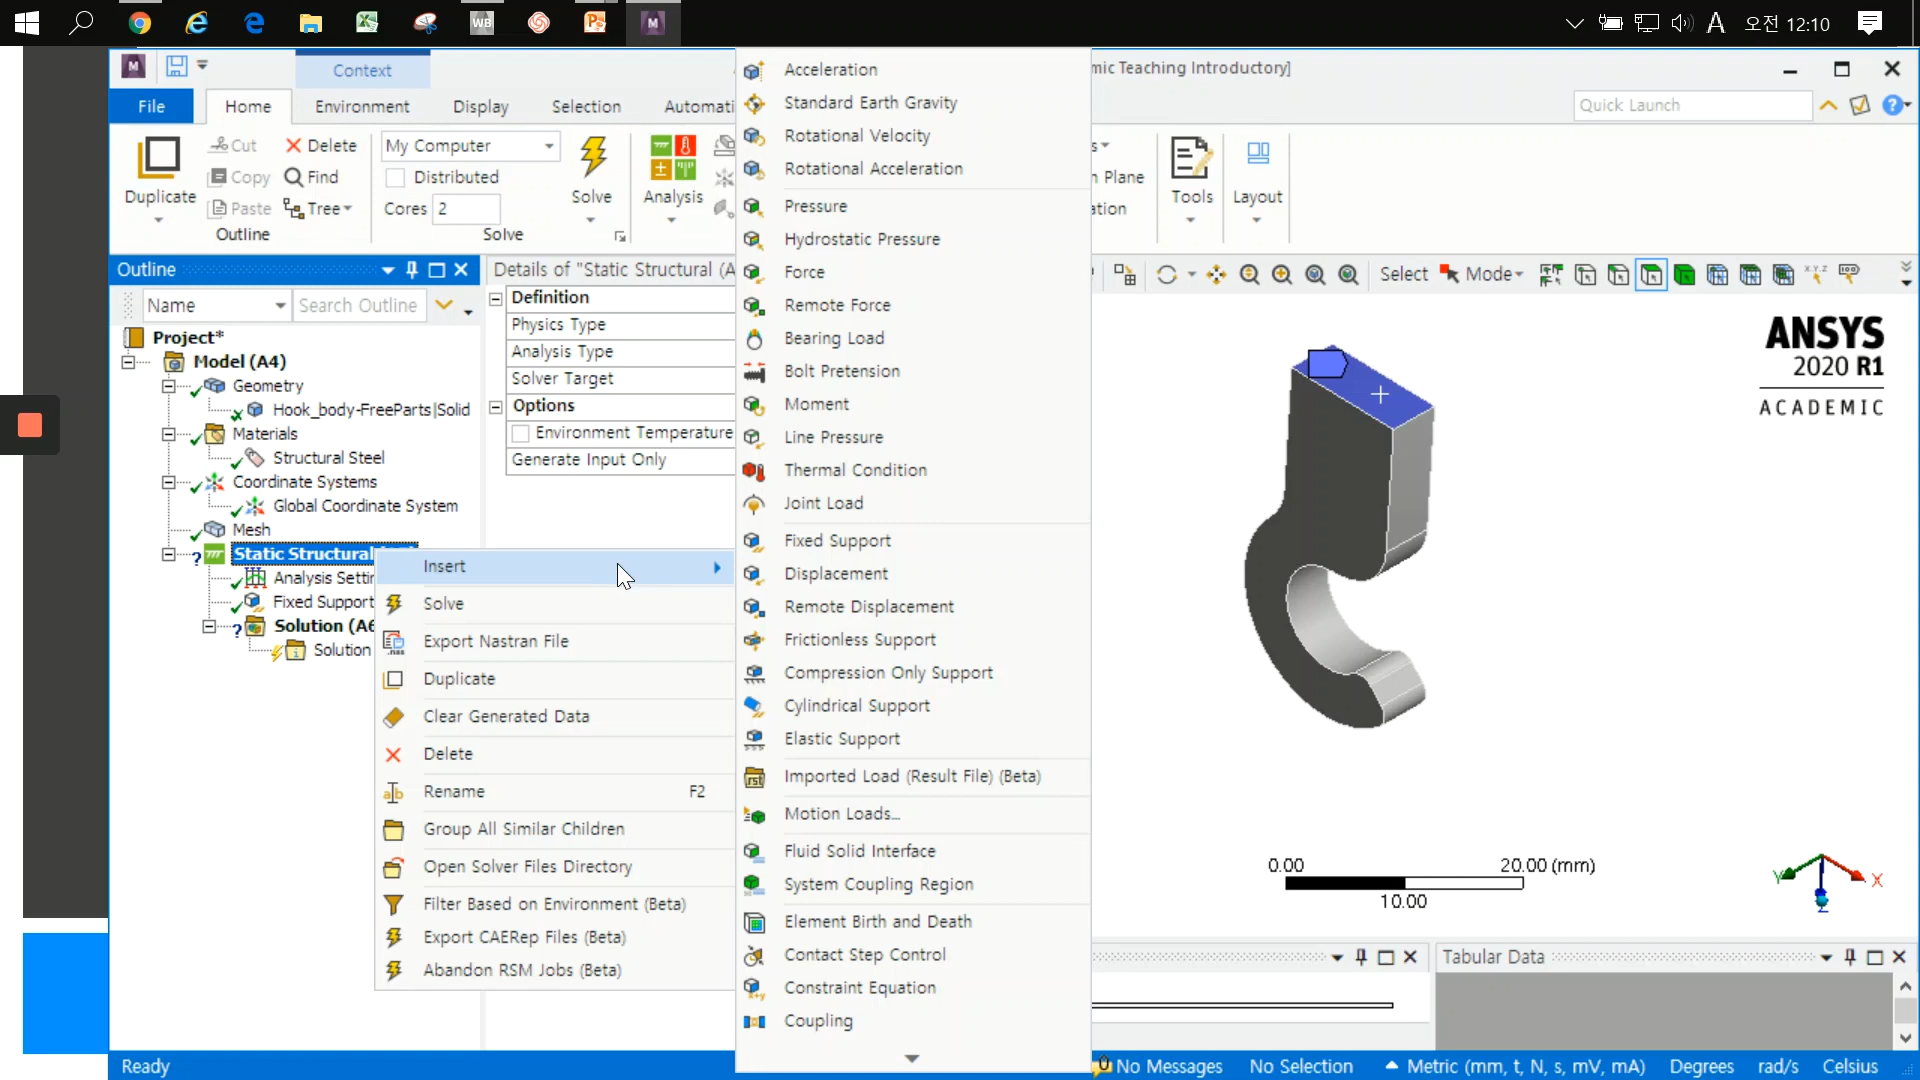 WB
A
오전 12:10
M
Context
mic Teaching Introductory]
File
Home
Environment
Display
Selection
Automati
Quick Launch
Duplicate
Cut
Copy
Paste
Delete
Find
Tree
Outline
My Computer
Distributed
Cores 2
Solve
Solve
Analysis
n Plane
ation
Tools
Layout
Outline
Name
Search Outline
Project*
Model (A4)
Geometry
Hook_body-FreeParts|Solid
Materials
Structural Steel
Coordinate Systems
Global Coordinate System
Mesh
Static Structural
Analysis Settin
Fixed Support
Solution (A6
Solution
Details of "Static Structural (A
Definition
Physics Type
Analysis Type
Solver Target
Options
Environment Temperature
Generate Input Only
Insert
Solve
Export Nastran File
Duplicate
Clear Generated Data
Delete
Rename F2
Group All Similar Children
Open Solver Files Directory
Filter Based on Environment (Beta)
Export CAERep Files (Beta)
Abandon RSM Jobs (Beta)
Acceleration
Standard Earth Gravity
Rotational Velocity
Rotational Acceleration
Pressure
Hydrostatic Pressure
Force
Remote Force
Bearing Load
Bolt Pretension
Moment
Line Pressure
Thermal Condition
Joint Load
Fixed Support
Displacement
Remote Displacement
Frictionless Support
Compression Only Support
Cylindrical Support
Elastic Support
Imported Load (Result File) (Beta)
Motion Loads...
Fluid Solid Interface
System Coupling Region
Element Birth and Death
Contact Step Control
Constraint Equation
Coupling
Select
Mode
ANSYS
2020 R1
ACADEMIC
0.00 20.00 (mm)
10.00
Y
X
Z
Tabular Data
Ready
No Messages
No Selection
Metric (mm, t, N, s, mV, mA)
Degrees
rad/s
Celsius